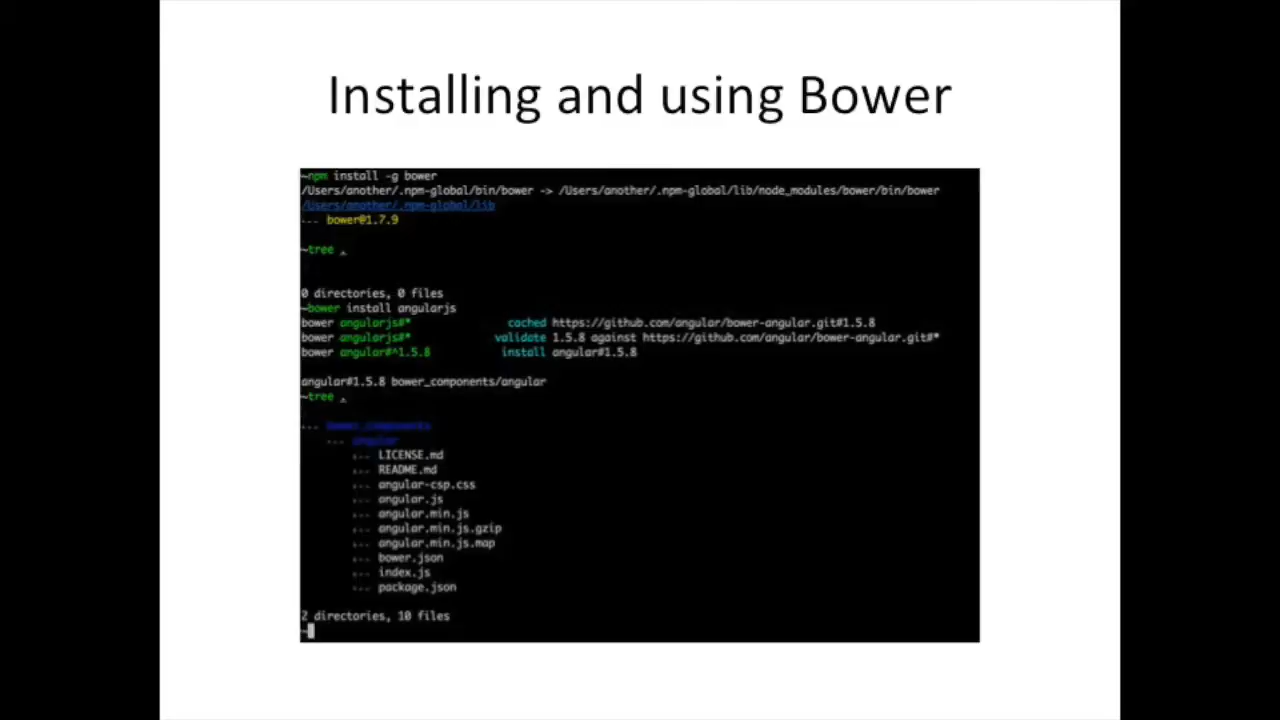 Installing and using Bower
~npm install -g bower
/Users/another/.npm-global/bin/bower -> /Users/another/.npm-global/lib/node_modules/bower/bin/bower
/Users/another/.npm-global/lib
--- bower@1.7.9
~tree .
0 directories, 0 files
~bower install angularjs
bower angularjs#* cached https://github.com/angular/bower-angular.git#1.5.8
bower angularjs#* validate 1.5.8 against https://github.com/angular/bower-angular.git#*
bower angular#^1.5.8 install angular#1.5.8
angular#1.5.8 bower_components/angular
~tree .
... bower_components
... angular
... LICENSE.md
... README.md
... angular-csp.css
... angular.js
... angular.min.js
... angular.min.js.gzip
... angular.min.js.map
... bower.json
... index.js
... package.json
2 directories, 10 files
~